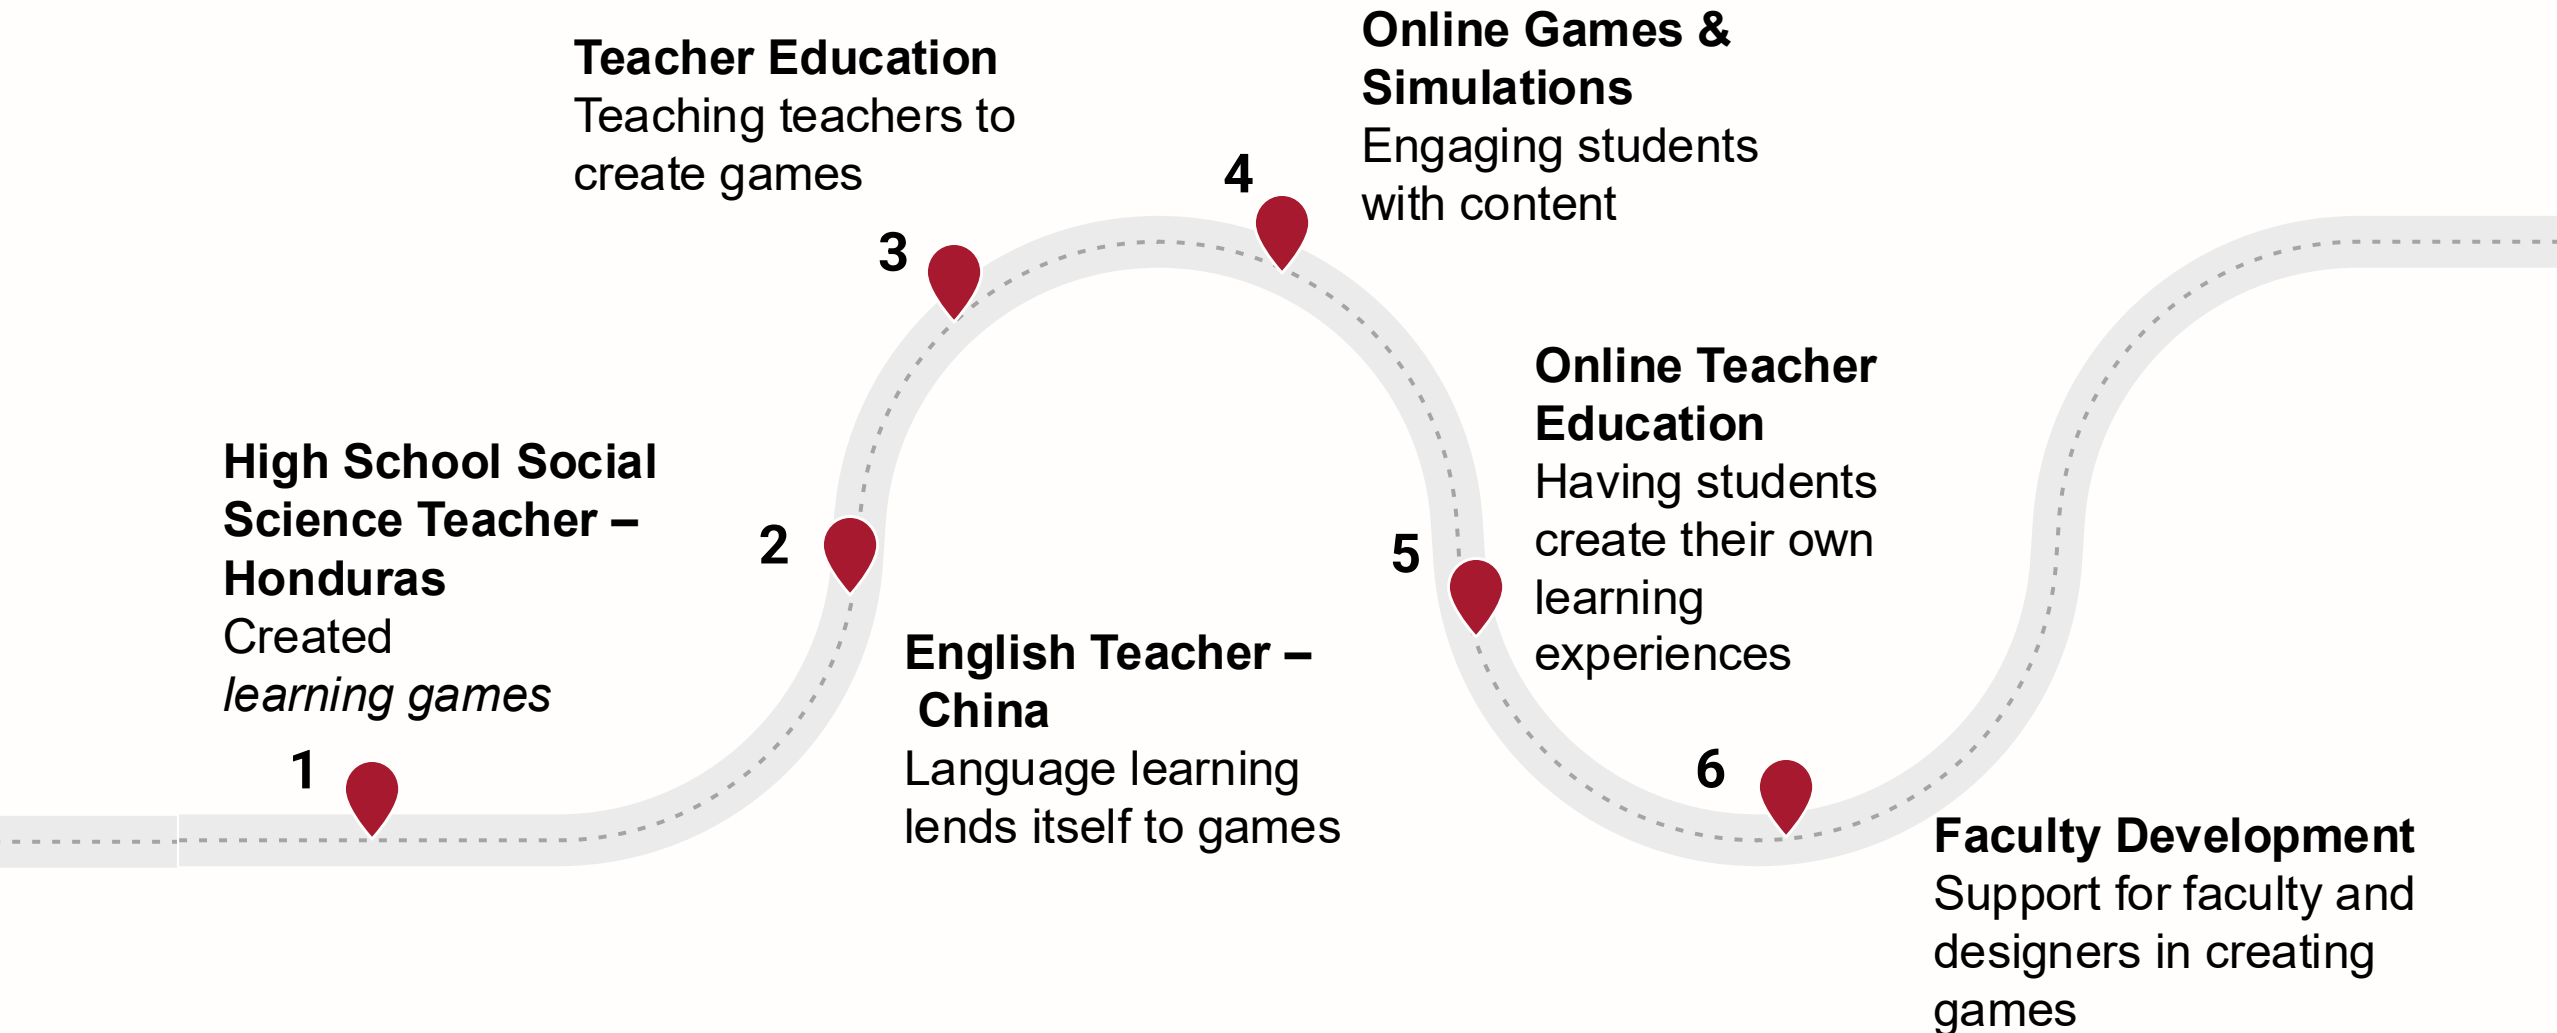 1
High School Social
Science Teacher –
Honduras
Created
learning games
2
English Teacher –
China
Language learning
lends itself to games
3
Teacher Education
Teaching teachers to
create games
4
Online Games &
Simulations
Engaging students
with content
5
Online Teacher
Education
Having students
create their own
learning
experiences
6
Faculty Development
Support for faculty and
designers in creating
games